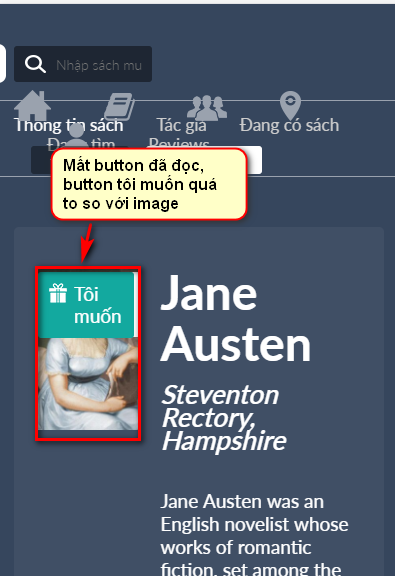 Nhập sách mu
Thông tin sách
Tác giả
Đang có sách
Reviews
Mất button đã đọc,
button tôi muốn quá
to so với image
Tôi
muốn
Jane
Austen
Steventon
Rectory,
Hampshire
Jane Austen was an
English novelist whose
works of romantic
fiction, set among the